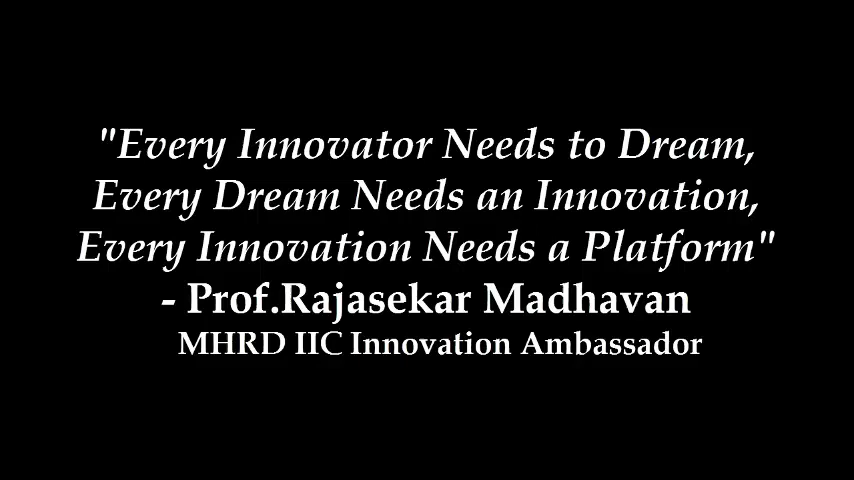 "Every Innovator Needs to Dream,
Every Dream Needs an Innovation,
Every Innovation Needs a Platform"
- Prof.Rajasekar Madhavan
MHRD IIC Innovation Ambassador